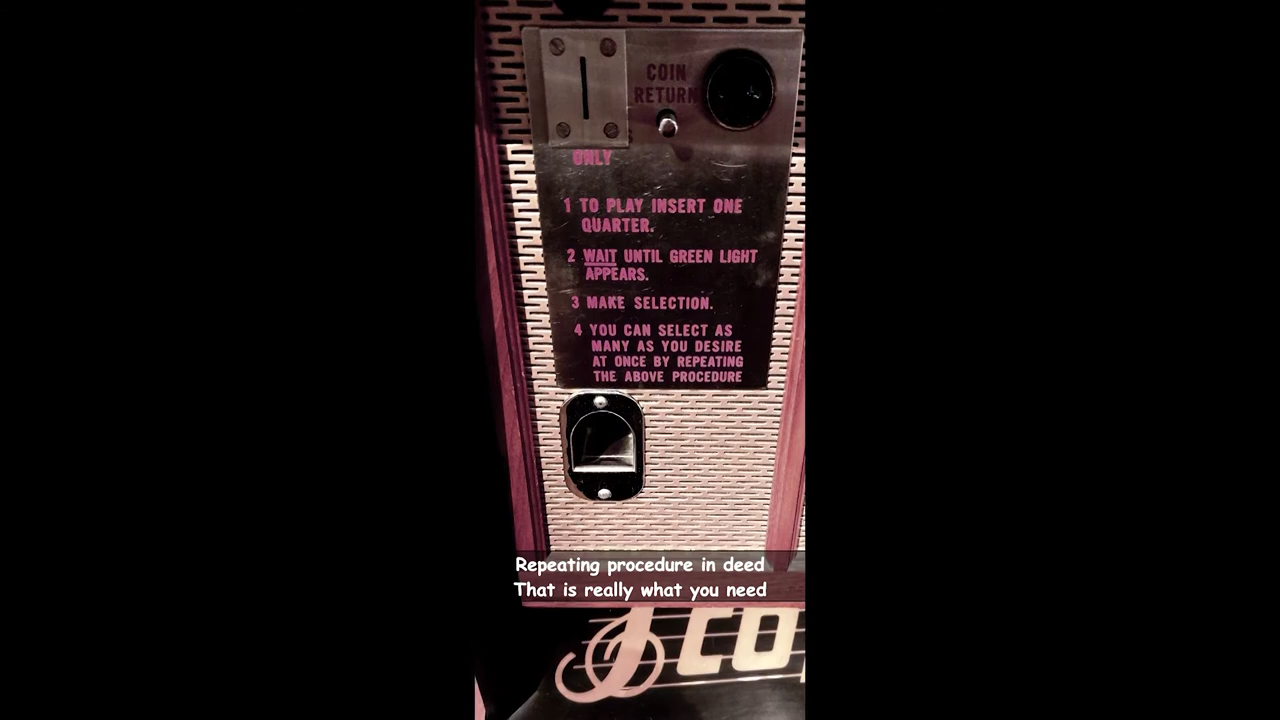 COIN
RETURN
ONLY
1 TO PLAY INSERT ONE
QUARTER.
2 WAIT UNTIL GREEN LIGHT
APPEARS.
3 MAKE SELECTION.
4 YOU CAN SELECT AS
MANY AS YOU DESIRE
AT ONCE BY REPEATING
THE ABOVE PROCEDURE
Repeating procedure in deed
That is really what you need